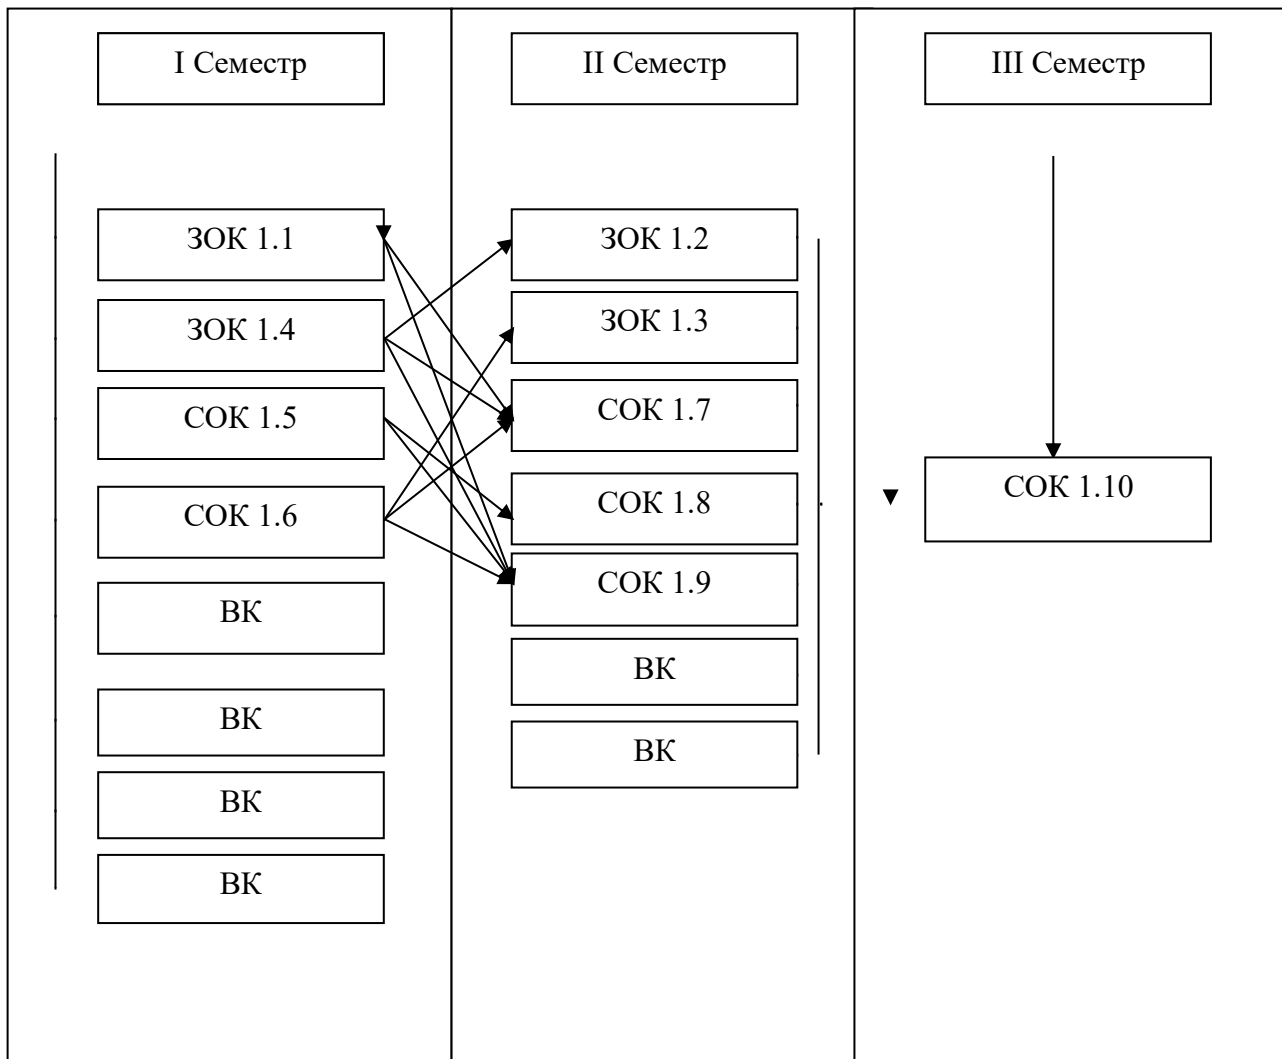 I Семестр
II Семестр
III Семестр
ЗОК 1.1
ЗОК 1.4
СОК 1.5
СОК 1.6
ВК
ВК
ВК
ВК
ЗОК 1.2
ЗОК 1.3
СОК 1.7
СОК 1.8
СОК 1.9
ВК
ВК
СОК 1.10